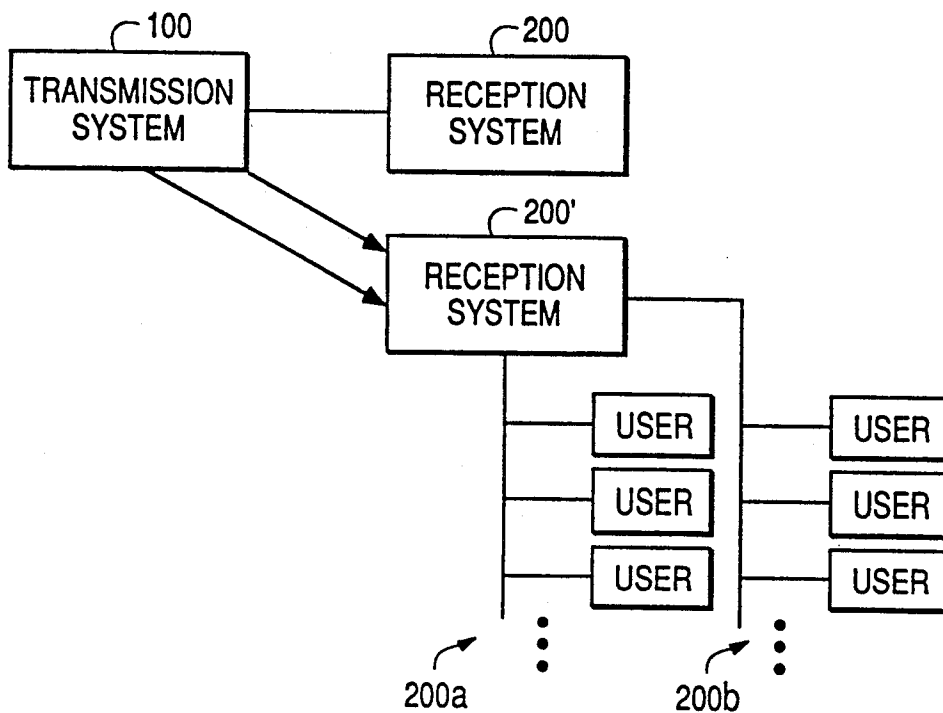 100
200
TRANSMISSION
SYSTEM
RECEPTION
SYSTEM
200'
RECEPTION
SYSTEM
USER
USER
USER
USER
USER
USER
200a
200b